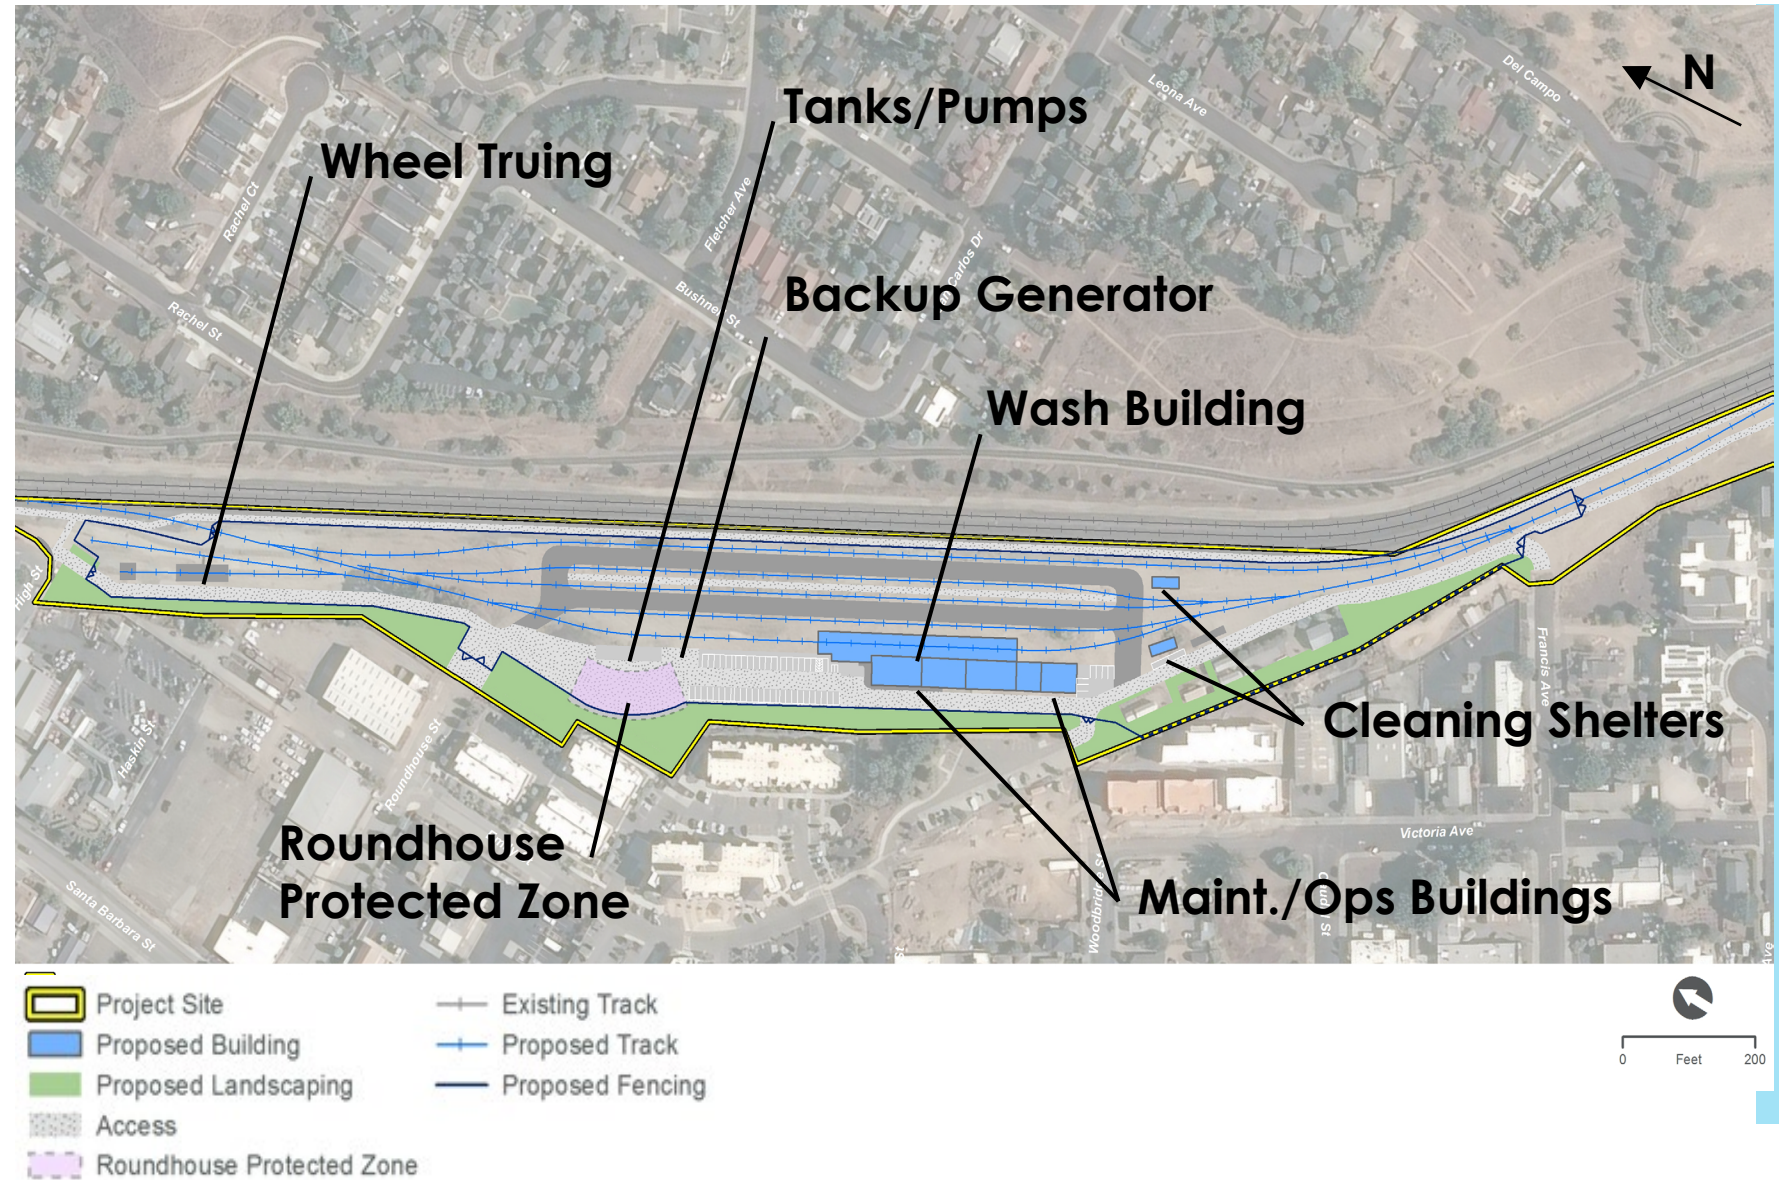 Del Campo
N
Leona Ave
Tanks/Pumps
Wheel Truing
Rachel Ct
Fletcher Ave
Carlos Dr
Backup Generator
Bushnell St
Rachel St
Wash Building
High St
Francis Ave
Haskin St
Roundhouse St
Cleaning Shelters
Victoria Ave
Roundhouse
Protected Zone
Maint./Ops Buildings
Santa Barbara St
Woodbridge St
St
Ave
Project Site
Existing Track
Proposed Building
Proposed Track
Proposed Landscaping
Proposed Fencing
Access
Roundhouse Protected Zone
0 Feet 200